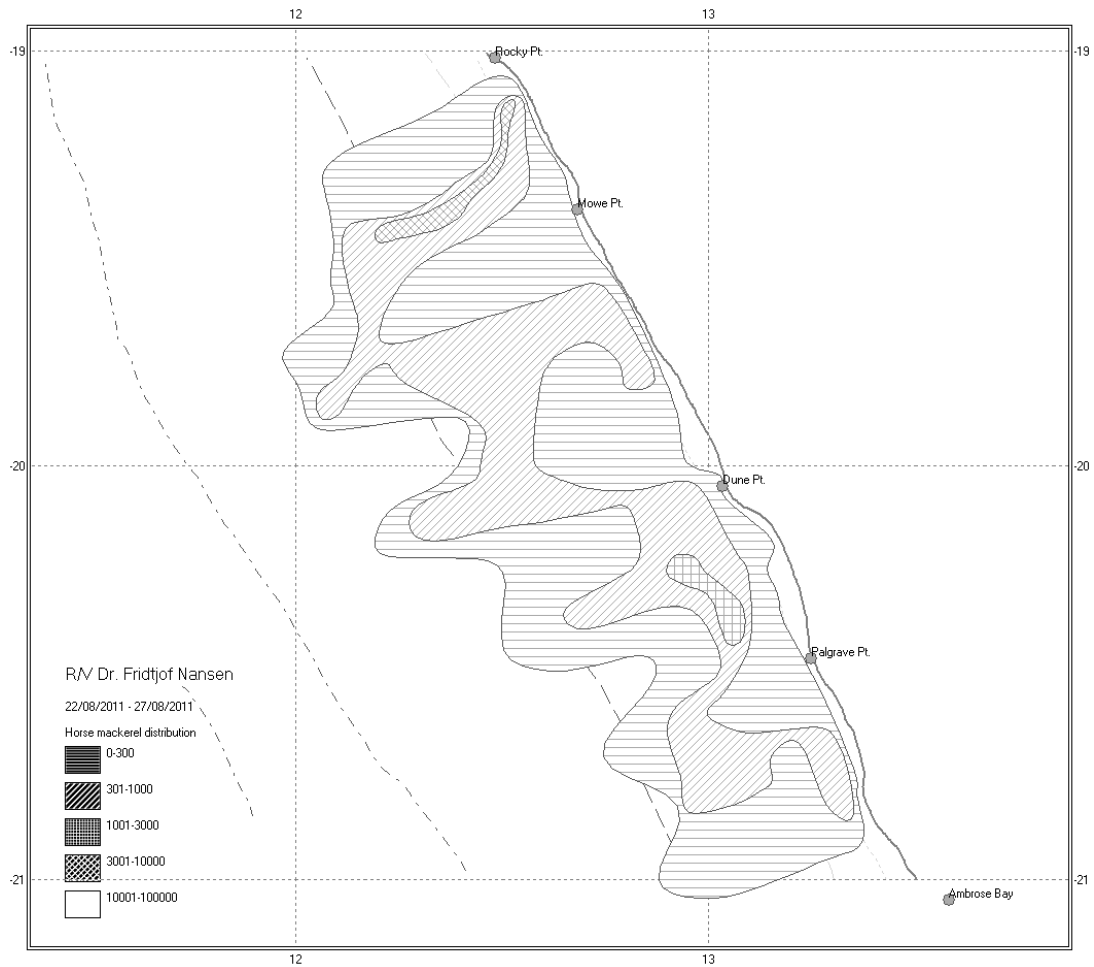 12 13
-19 -19
Rocky Pt.
Mowe Pt.
-20 -20
Dune Pt.
Palgrave Pt.
R/V Dr. Fridtjof Nansen
22/08/2011 - 27/08/2011
Horse mackerel distribution
0-300
301-1000
1001-3000
3001-10000
-21 -21
10001-100000
Ambrose Bay
12 13